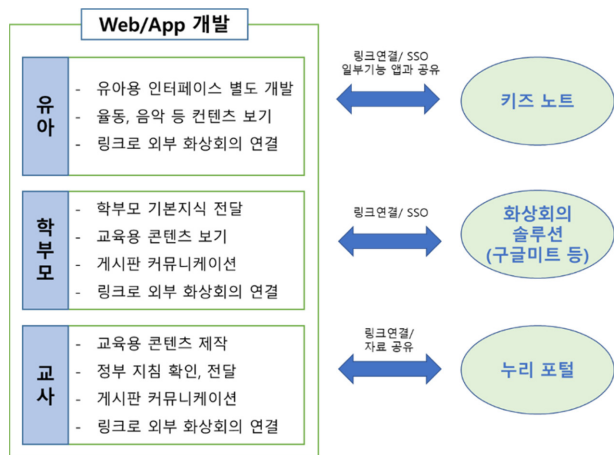 Web/App 개발
유아
- 유아용 인터페이스 별도 개발
- 율동, 음악 등 컨텐츠 보기
- 링크로 외부 화상회의 연결
링크연결/ SSO
일부기능 앱과 공유
키즈 노트
학부모
- 학부모 기본지식 전달
- 교육용 콘텐츠 보기
- 게시판 커뮤니케이션
- 링크로 외부 화상회의 연결
링크연결/ SSO
화상회의
솔루션
(구글미트 등)
교사
- 교육용 콘텐츠 제작
- 정부 지침 확인, 전달
- 게시판 커뮤니케이션
- 링크로 외부 화상회의 연결
링크연결/
자료 공유
누리 포털